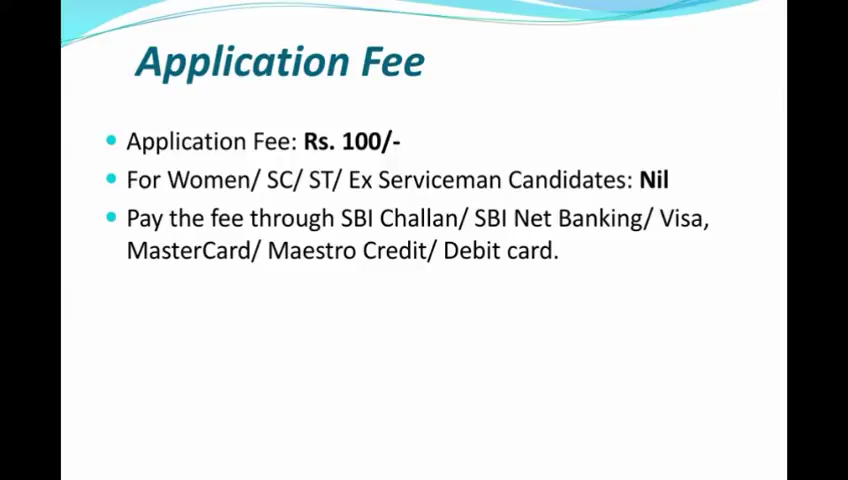 Application Fee
Application Fee: Rs. 100/-
For Women/ SC/ ST/ Ex Serviceman Candidates: Nil
Pay the fee through SBI Challan/ SBI Net Banking/ Visa,
MasterCard/ Maestro Credit/ Debit card.